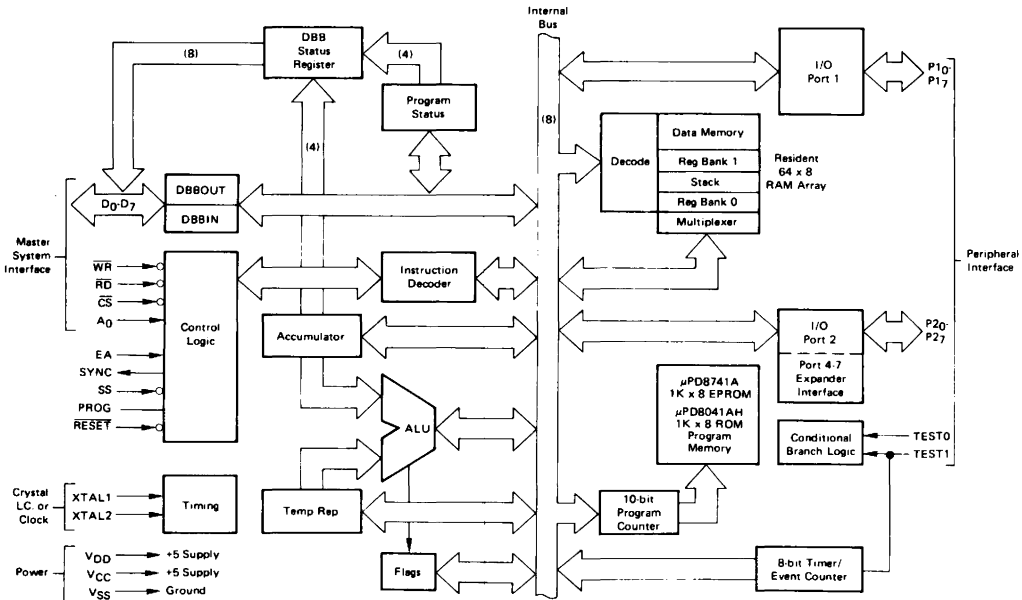 Internal
Bus
(8)
DBB
Status
Register
(4)
Program
Status
(4)
(8)
I/O
Port 1
P10-
P17
Decode
Data Memory
Reg Bank 1
Stack
Reg Bank 0
Multiplexer
Resident
64 x 8
RAM Array
D0-D7
DBBOUT
DBBIN
Master
System
Interface
WR
RD
CS
A0
EA
SYNC
SS
PROG
RESET
Control
Logic
Instruction
Decoder
Accumulator
ALU
Peripheral
Interface
I/O
Port 2
Port 4-7
Expander
Interface
P20-
P27
μPD8741A
1K x 8 EPROM
μPD8041AH
1K x 8 ROM
Program
Memory
Conditional
Branch Logic
TEST0
TEST1
Crystal
LC. or
Clock
XTAL1
XTAL2
Timing
Temp Rep
10-bit
Program
Counter
Flags
8-bit Timer/
Event Counter
Power
VDD +5 Supply
VCC +5 Supply
VSS Ground